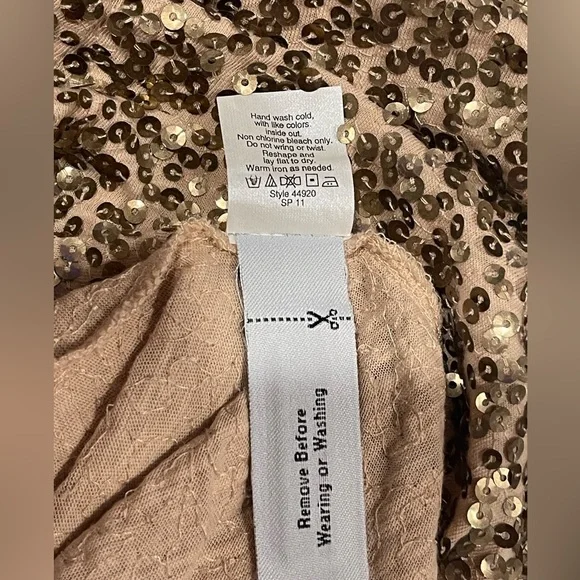 Hand wash cold,
with like colors
inside out.
Non chlorine bleach only.
Do not wring or twist.
Reshape and
lay flat to dry.
Warm iron as needed.
Style 44920
SP 11
Remove Before
Wearing or Washing